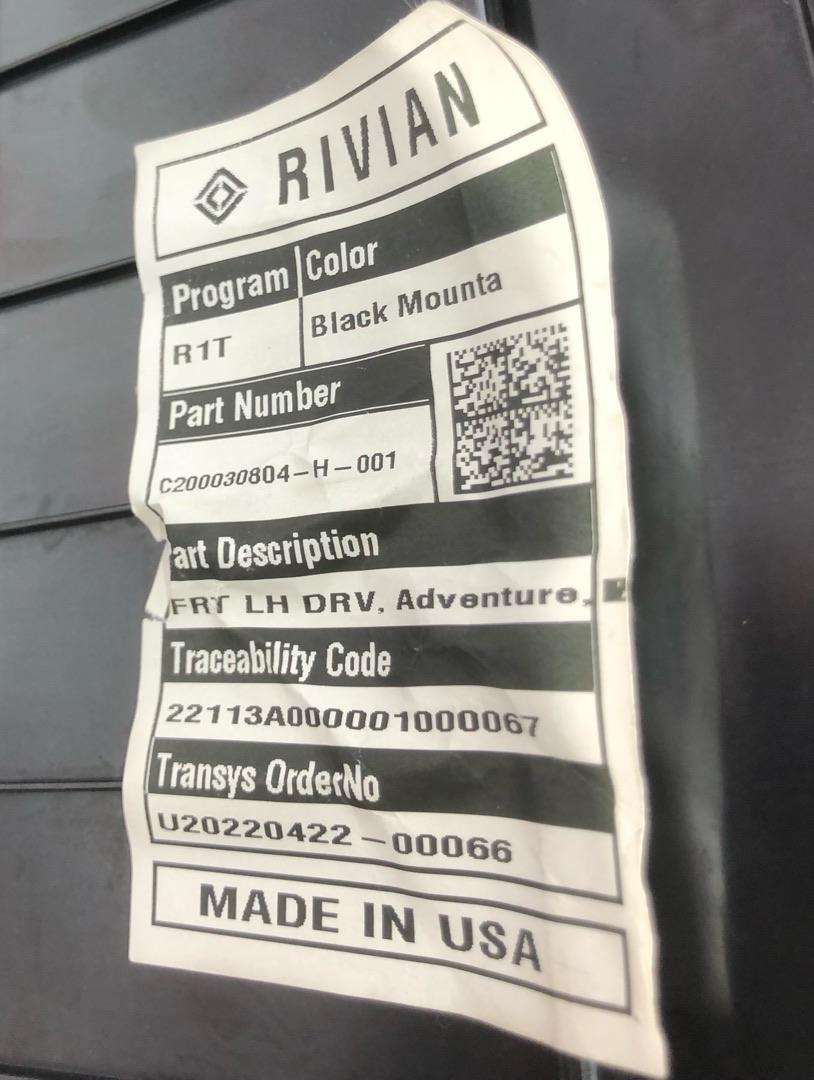 RIVIAN
Program Color
R1T Black Mounta
Part Number
C200030804-H-001
art Description
FRT LH DRV, Adventure,
Traceability Code
22113A000001000067
Transys OrderNo
U20220422-00066
MADE IN USA